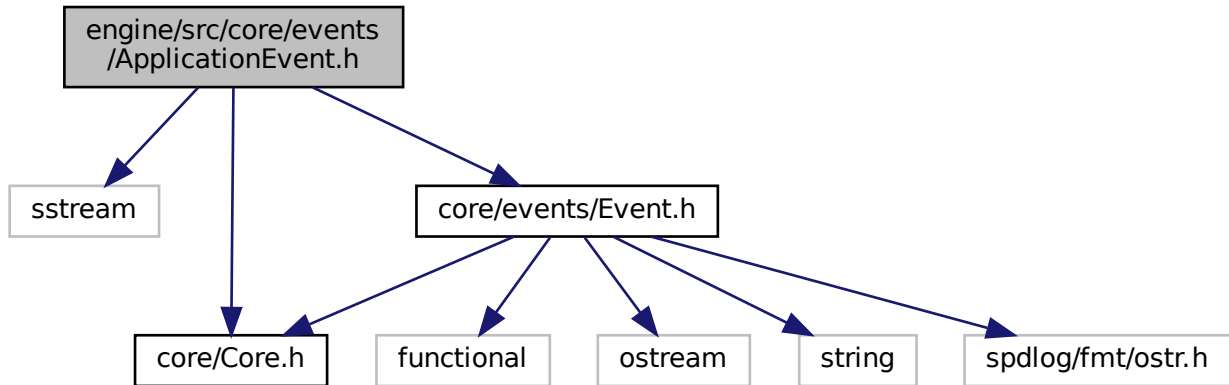 engine/src/core/events
/ApplicationEvent.h
sstream
core/events/Event.h
core/Core.h
functional
ostream
string
spdlog/fmt/ostr.h